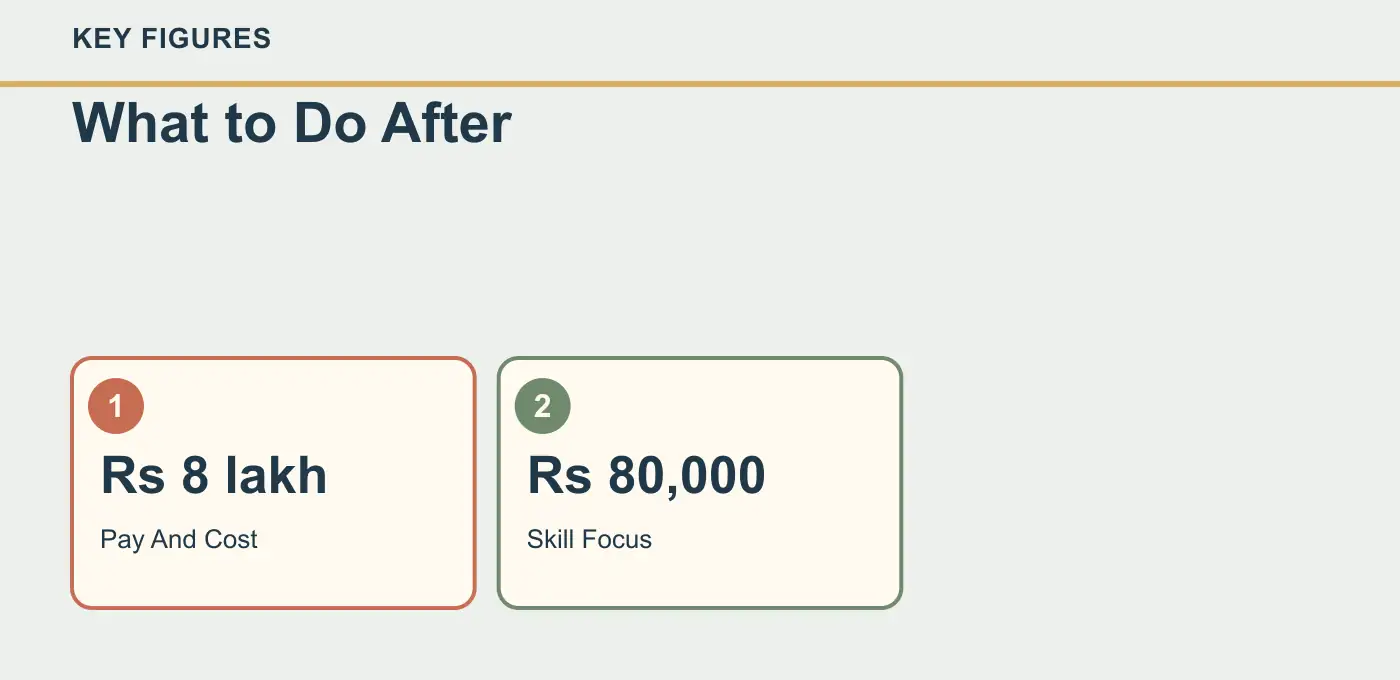 KEY FIGURES
What to Do After
1
Rs 8 lakh
Pay And Cost
2
Rs 80,000
Skill Focus